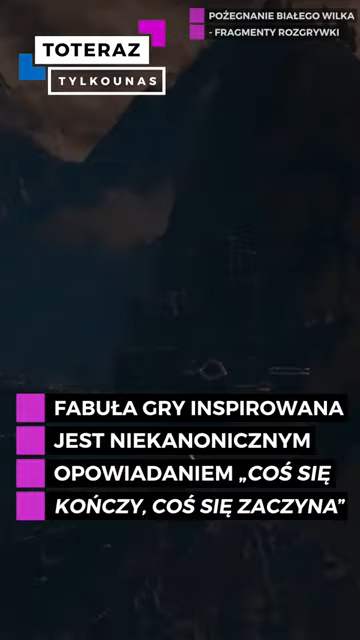 POŻEGNANIE BIAŁEGO WILKA
- FRAGMENTY ROZGRYWKI
TOTERAZ
TYLKOUNAS
FABUŁA GRY INSPIROWANA
JEST NIEKANONICZNYM
OPOWIADANIEM „COŚ SIĘ
KOŃCZY, COŚ SIĘ ZACZYNA”